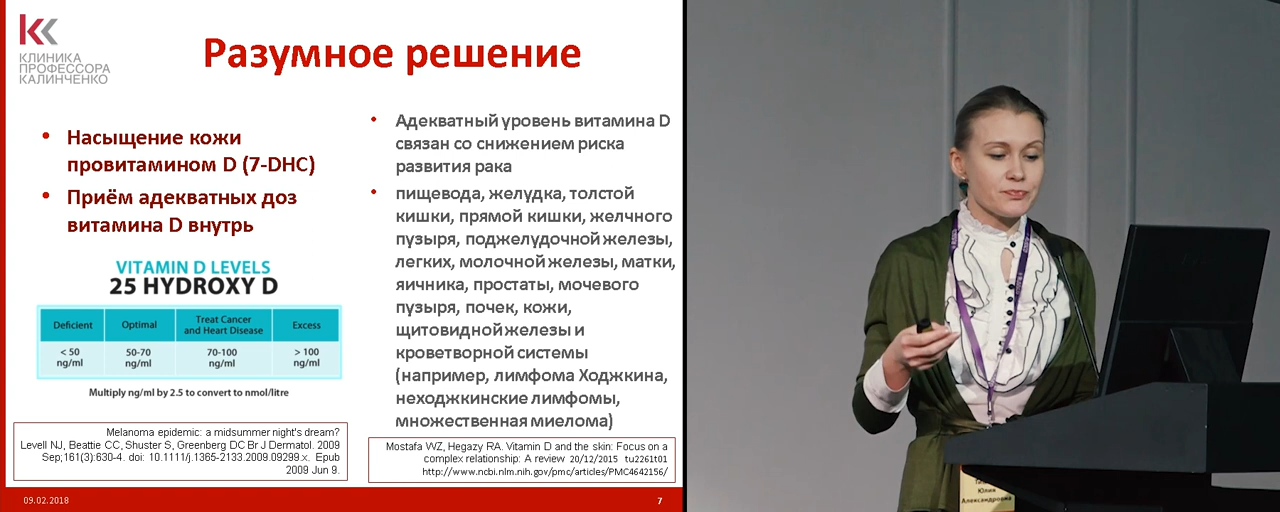 КЛИНИКА
ПРОФЕССОРА
КАЛИНЧЕНКО
Разумное решение
• Насыщение кожи
провитамином D (7-DHC)
• Приём адекватных доз
витамина D внутрь
VITAMIN D LEVELS
25 HYDROXY D
Deficient Optimal Treat Cancer and Heart Disease Excess
< 50 ng/ml 50-70 ng/ml 70-100 ng/ml > 100 ng/ml
Multiply ng/ml by 2.5 to convert to nmol/litre
Melanoma epidemic: a midsummer night's dream?
Levell NJ, Beattie CC, Shuster S, Greenberg DC Br J Dermatol. 2009
Sep;161(3):630-4. doi: 10.1111/j.1365-2133.2009.09299.x. Epub
2009 Jun 9.
• Адекватный уровень витамина D
связан со снижением риска
развития рака
• пищевода, желудка, толстой
кишки, прямой кишки, желчного
пузыря, поджелудочной железы,
легких, молочной железы, матки,
яичника, простаты, мочевого
пузыря, почек, кожи,
щитовидной железы и
кроветворной системы
(например, лимфома Ходжкина,
неходжкинские лимфомы,
множественная миелома)
Mostafa WZ, Hegazy RA. Vitamin D and the skin: Focus on a
complex relationship: A review 20/12/2015 tu2261t01
http://www.ncbi.nlm.nih.gov/pmc/articles/PMC4642156/
09.02.2018
7
Юлия
Александровна